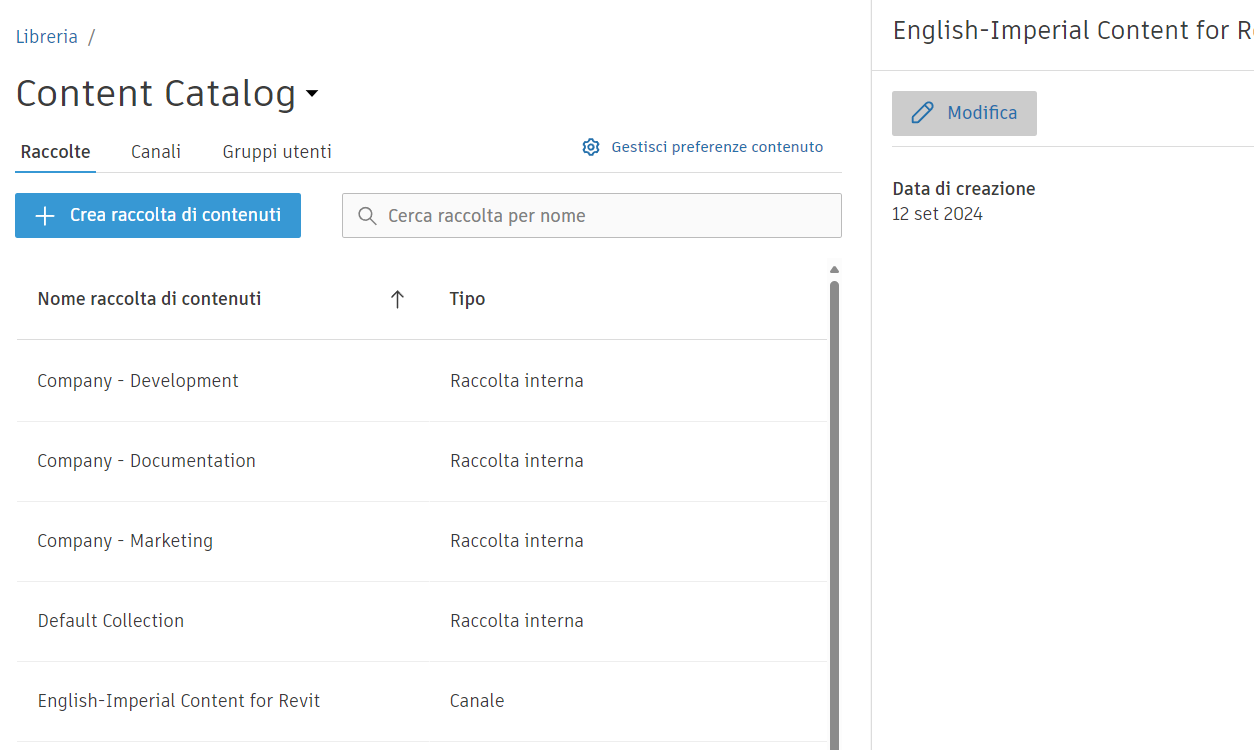 Libreria /
Content Catalog
Raccolte
Canali
Gruppi utenti
Gestisci preferenze contenuto
Crea raccolta di contenuti
Cerca raccolta per nome
Nome raccolta di contenuti
Tipo
Company - Development
Raccolta interna
Company - Documentation
Raccolta interna
Company - Marketing
Raccolta interna
Default Collection
Raccolta interna
English-Imperial Content for Revit
Canale
English-Imperial Content for R
Modifica
Data di creazione
12 set 2024